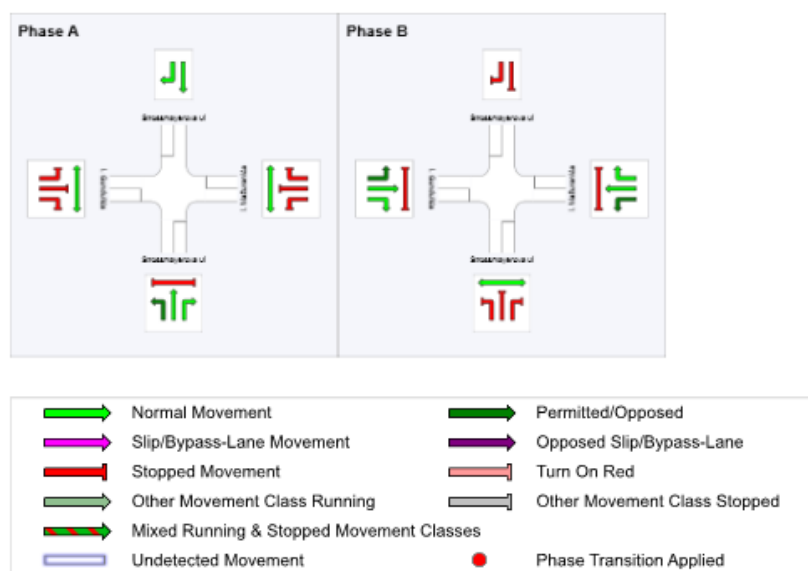 Phase A
Phase B
Normal Movement
Permitted/Opposed
Slip/Bypass-Lane Movement
Opposed Slip/Bypass-Lane
Stopped Movement
Turn On Red
Other Movement Class Running
Other Movement Class Stopped
Mixed Running & Stopped Movement Classes
Undetected Movement
Phase Transition Applied